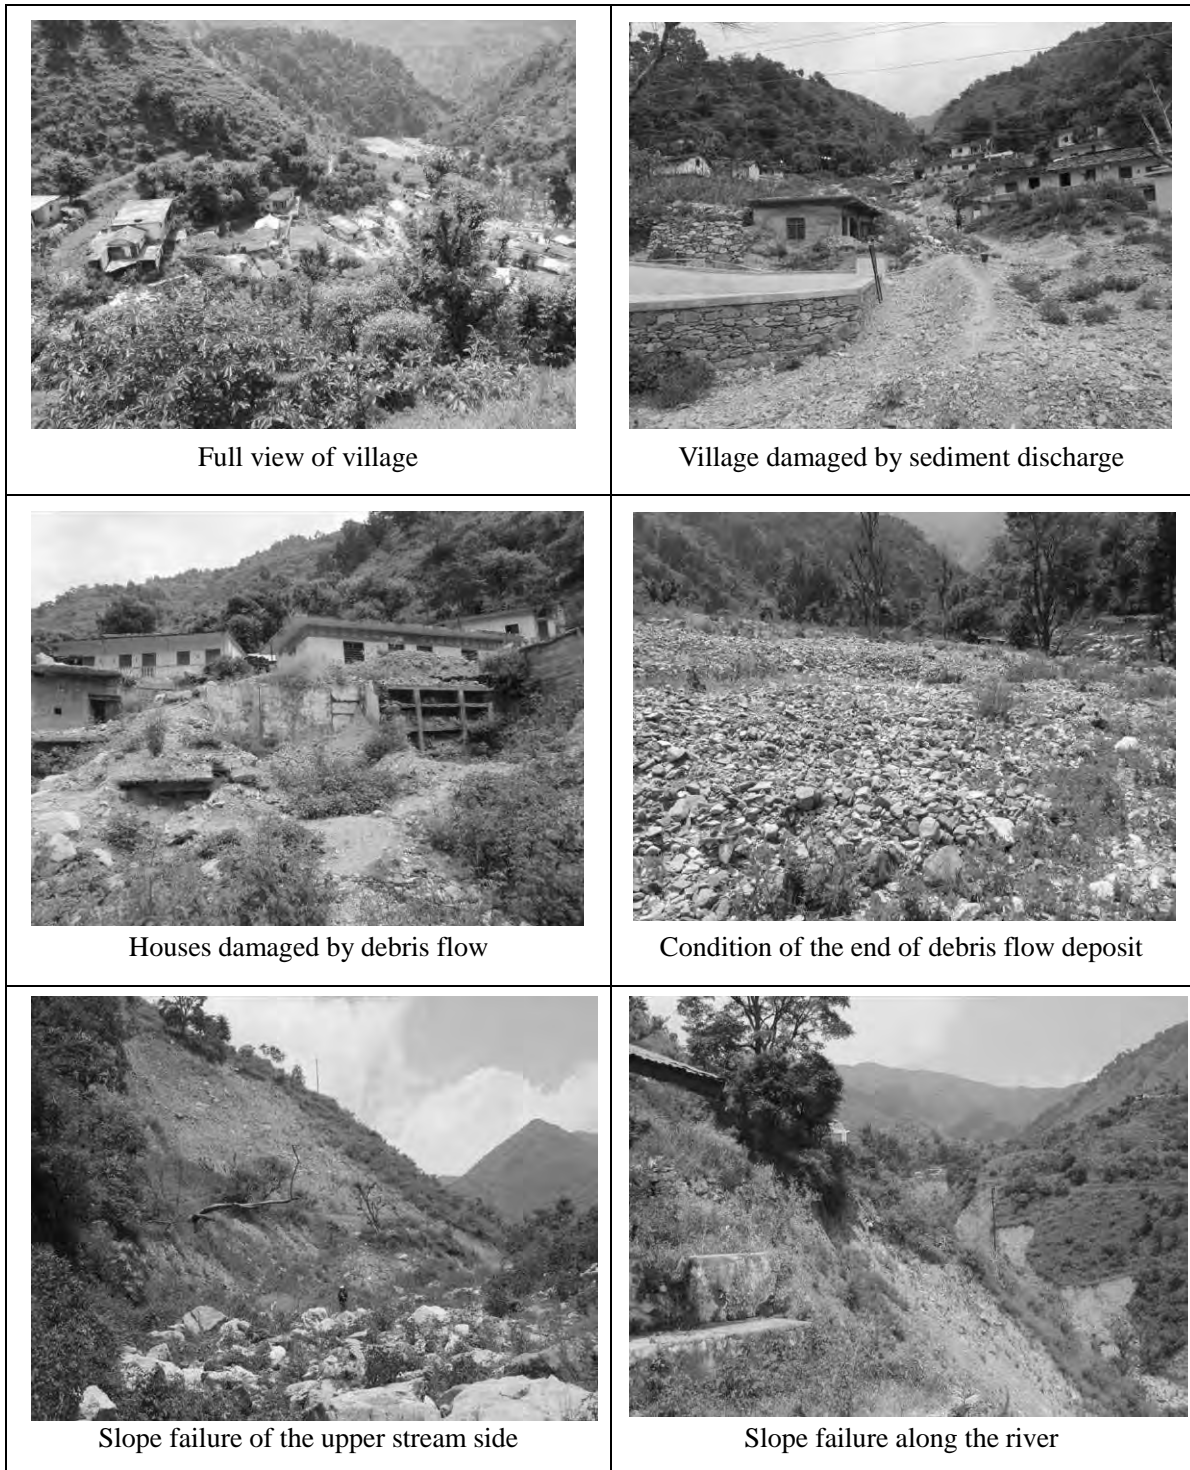 Full view of village
Village damaged by sediment discharge
Houses damaged by debris flow
Condition of the end of debris flow deposit
Slope failure of the upper stream side
Slope failure along the river